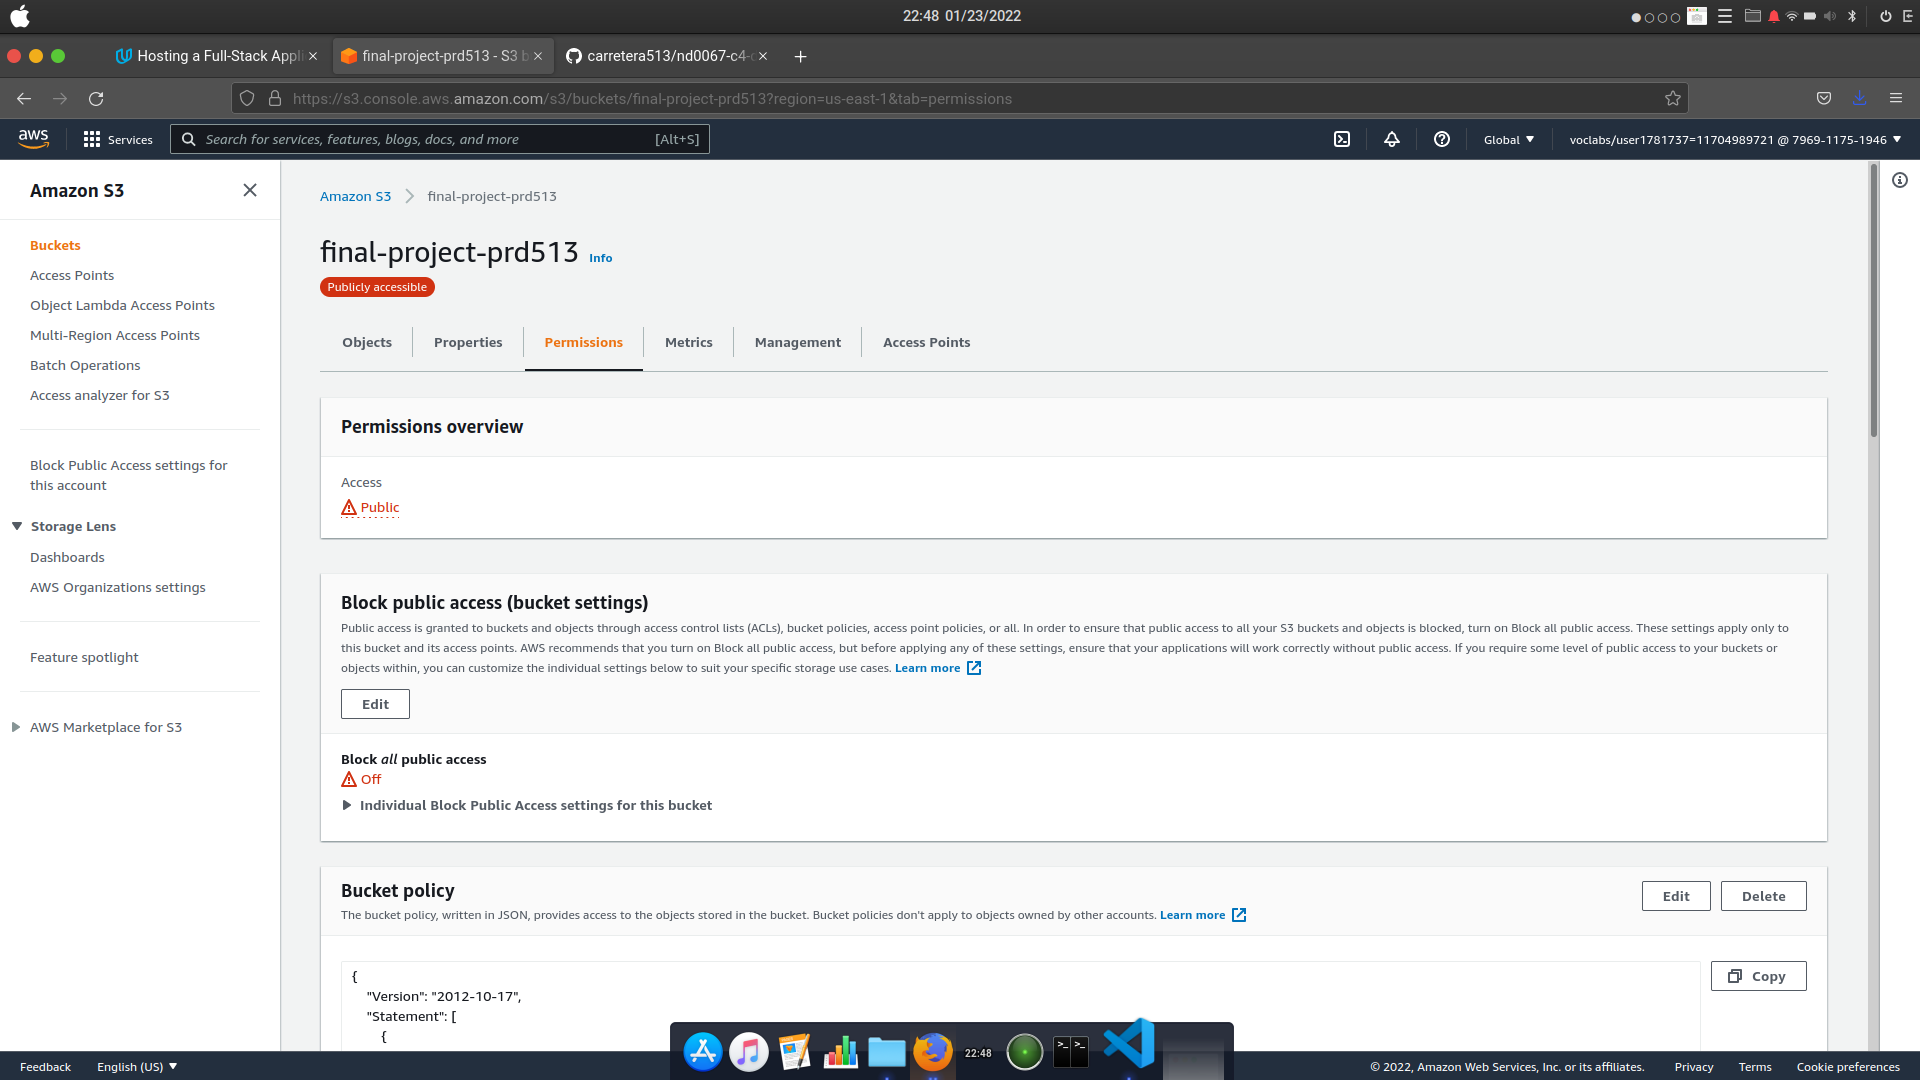 22:48 01/23/2022
Hosting a Full-Stack Appli
final-project-prd513 - S3 b
carretera513/nd0067-c4-
https://s3.console.aws.amazon.com/s3/buckets/final-project-prd513?region=us-east-1&tab=permissions
aws
Services
Search for services, features, blogs, docs, and more
[Alt+S]
Global
voclabs/user1781737=11704989721 @ 7969-1175-1946
Amazon S3
Buckets
Access Points
Object Lambda Access Points
Multi-Region Access Points
Batch Operations
Access analyzer for S3
Block Public Access settings for
this account
Storage Lens
Dashboards
AWS Organizations settings
Feature spotlight
AWS Marketplace for S3
Amazon S3
final-project-prd513
final-project-prd513
Info
Publicly accessible
Objects
Properties
Permissions
Metrics
Management
Access Points
Permissions overview
Access
Public
Block public access (bucket settings)
Public access is granted to buckets and objects through access control lists (ACLs), bucket policies, access point policies, or all. In order to ensure that public access to all your S3 buckets and objects is blocked, turn on Block all public access. These settings apply only to
this bucket and its access points. AWS recommends that you turn on Block all public access, but before applying any of these settings, ensure that your applications will work correctly without public access. If you require some level of public access to your buckets or
objects within, you can customize the individual settings below to suit your specific storage use cases. Learn more
Edit
Block all public access
Off
Individual Block Public Access settings for this bucket
Bucket policy
The bucket policy, written in JSON, provides access to the objects stored in the bucket. Bucket policies don't apply to objects owned by other accounts. Learn more
Edit
Delete
{
"Version": "2012-10-17",
"Statement": [
{
Copy
22:48
>_ >_
Feedback
English (US)
© 2022, Amazon Web Services, Inc. or its affiliates.
Privacy
Terms
Cookie preferences